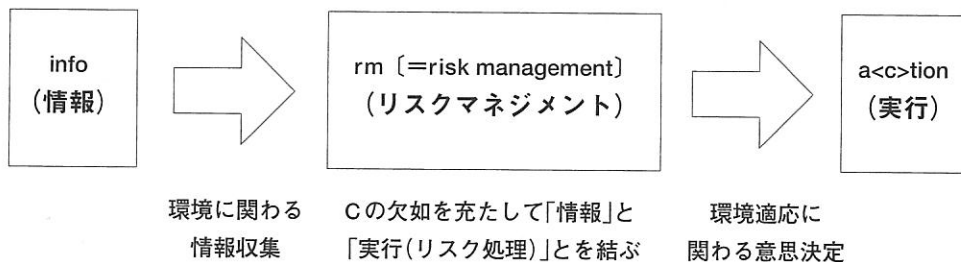 info
(情報)
rm〔=risk management〕
(リスクマネジメント)
a<c>tion
(実行)
環境に関わる
情報収集
Cの欠如を充たして「情報」と
「実行(リスク処理)」とを結ぶ
環境適応に
関わる意思決定